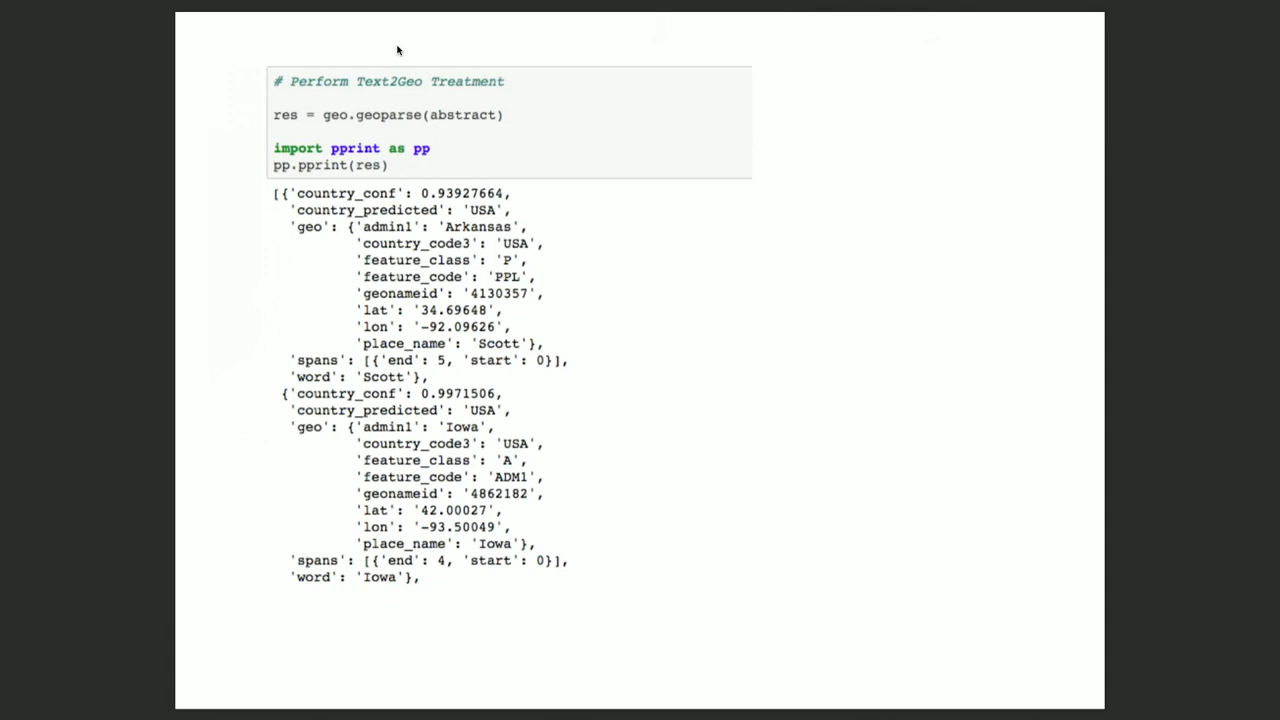 # Perform Text2Geo Treatment
res = geo.geoparse(abstract)
import pprint as pp
pp.pprint(res)
[{'country_conf': 0.93927664,
'country_predicted': 'USA',
'geo': {'admin1': 'Arkansas',
'country_code3': 'USA',
'feature_class': 'P',
'feature_code': 'PPL',
'geonameid': '4130357',
'lat': '34.69648',
'lon': '-92.09626',
'place_name': 'Scott'},
'spans': [{'end': 5, 'start': 0}],
'word': 'Scott'},
{'country_conf': 0.9971506,
'country_predicted': 'USA',
'geo': {'admin1': 'Iowa',
'country_code3': 'USA',
'feature_class': 'A',
'feature_code': 'ADM1',
'geonameid': '4862182',
'lat': '42.00027',
'lon': '-93.50049',
'place_name': 'Iowa'},
'spans': [{'end': 4, 'start': 0}],
'word': 'Iowa'},